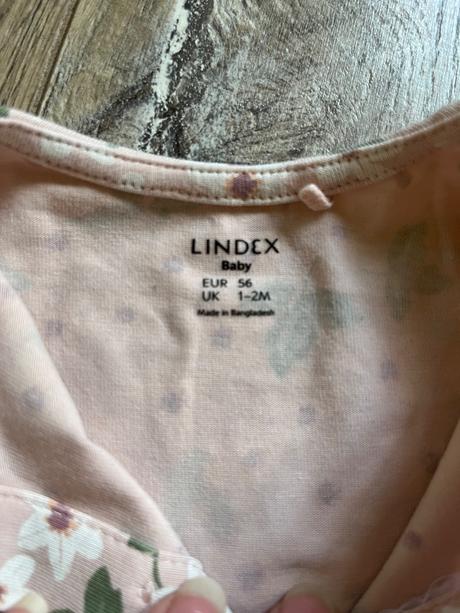 LINDEX
Baby
EUR 56
UK 1-2M
Made in Bangladesh